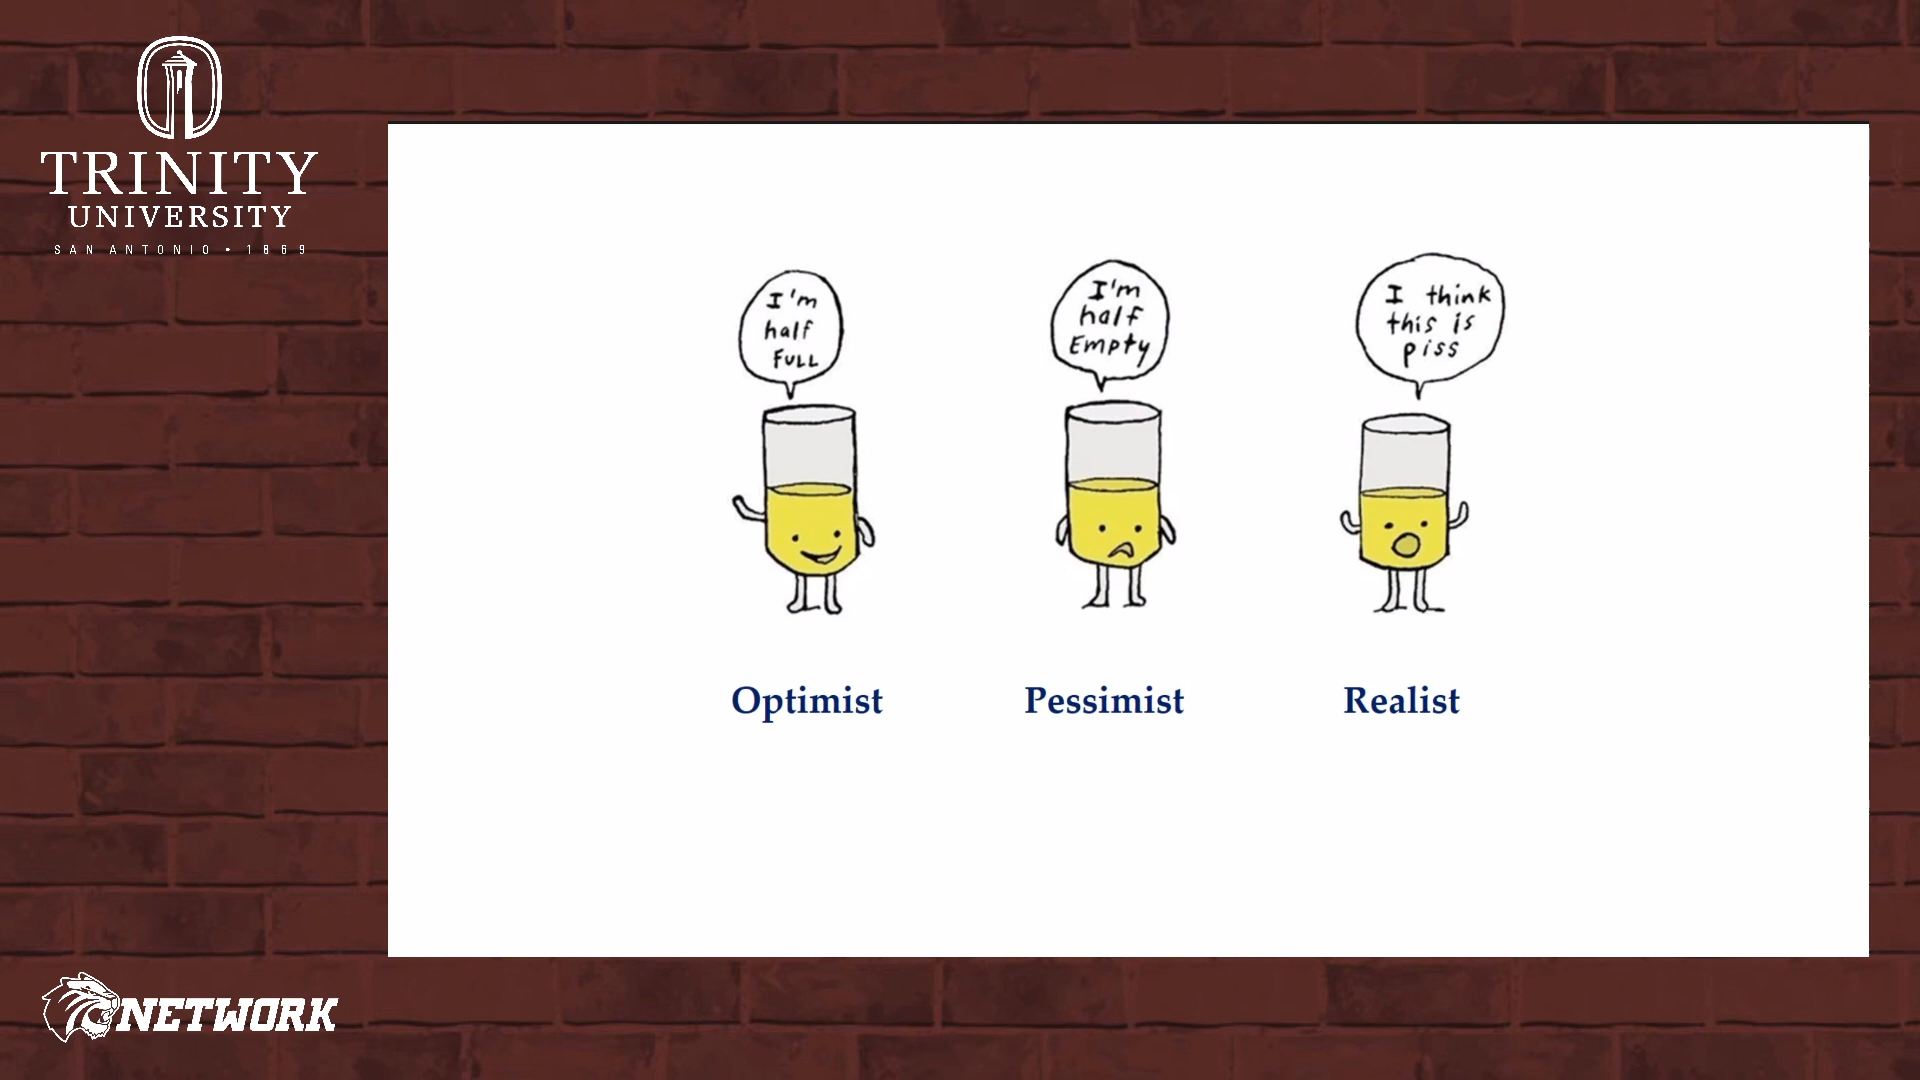 TRINITY
UNIVERSITY
SAN ANTONIO • 1869
I'm
half
FULL
I'm
half
Empty
I think
this is
piss
Optimist
Pessimist
Realist
NETWORK